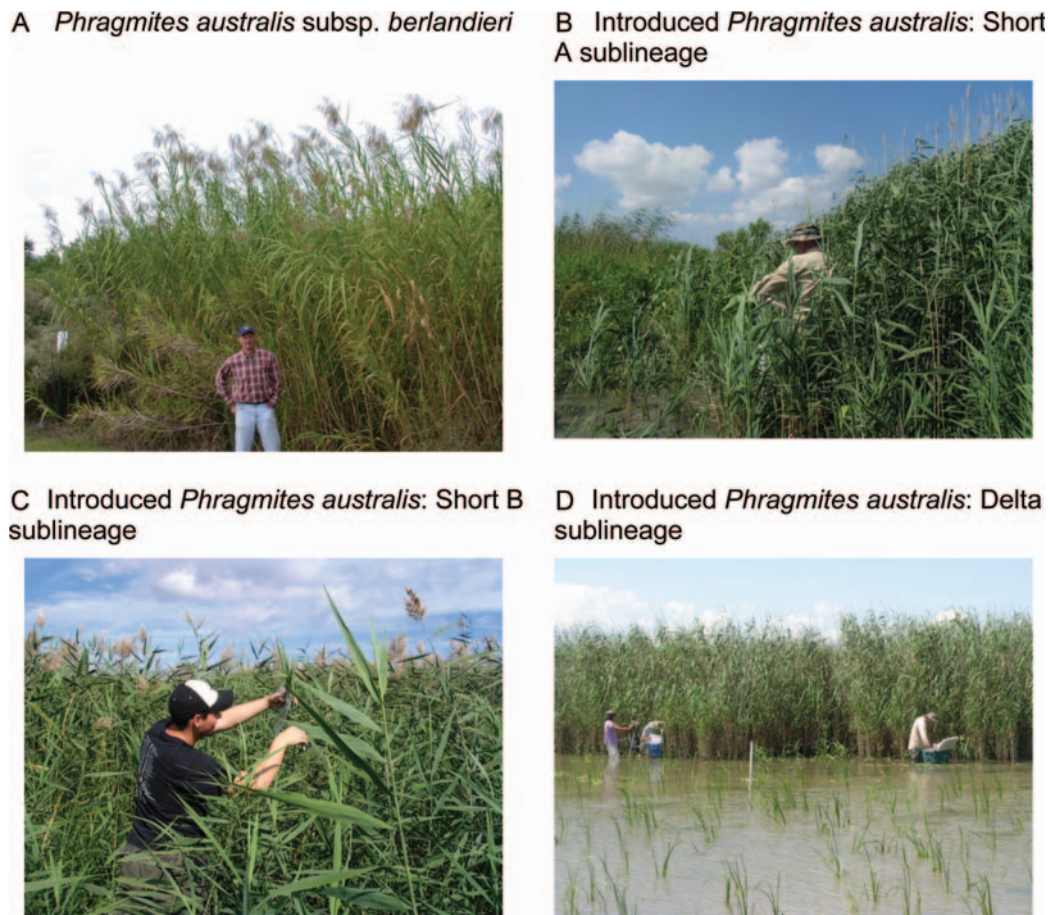 A Phragmites australis subsp. berlandieri
B Introduced Phragmites australis: Short
A sublineage
C Introduced Phragmites australis: Short B
sublineage
D Introduced Phragmites australis: Delta
sublineage